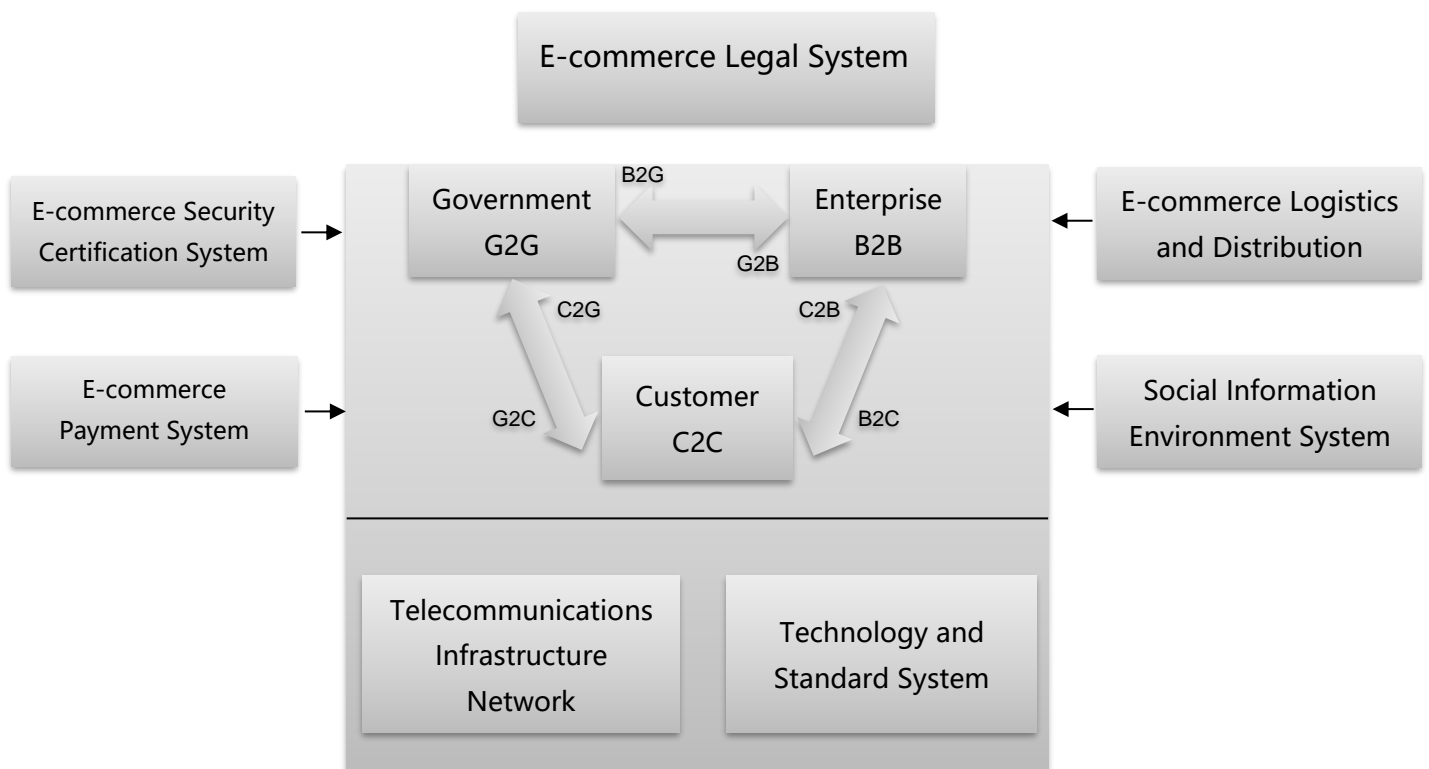 E-commerce Legal System
B2G
Government
G2G
Enterprise
B2B
G2B
E-commerce Security
Certification System
E-commerce Logistics
and Distribution
C2G
C2B
Customer
C2C
G2C
B2C
E-commerce
Payment System
Social Information
Environment System
Telecommunications
Infrastructure
Network
Technology and
Standard System